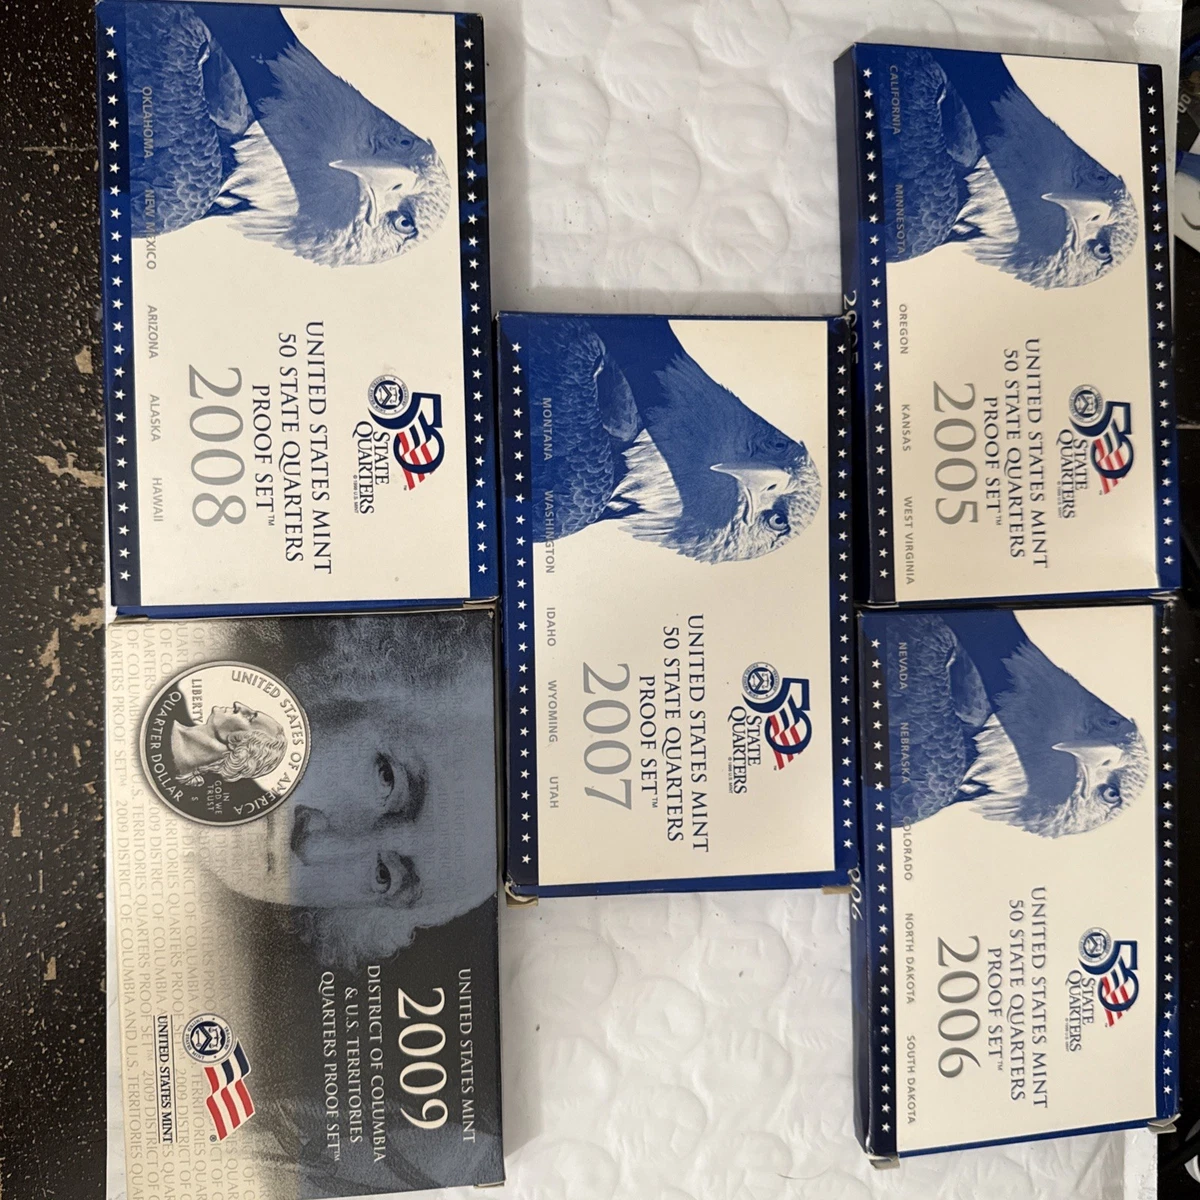 50
STATE
QUARTERS
UNITED STATES MINT
50 STATE QUARTERS
PROOF SET™
2008
OKLAHOMA NEW MEXICO ARIZONA ALASKA HAWAII
50
STATE
QUARTERS
UNITED STATES MINT
50 STATE QUARTERS
PROOF SET™
2005
CALIFORNIA MINNESOTA OREGON KANSAS WEST VIRGINIA
50
STATE
QUARTERS
UNITED STATES MINT
50 STATE QUARTERS
PROOF SET™
2007
MONTANA WASHINGTON IDAHO WYOMING UTAH
50
STATE
QUARTERS
UNITED STATES MINT
50 STATE QUARTERS
PROOF SET™
2006
NEVADA NEBRASKA COLORADO NORTH DAKOTA SOUTH DAKOTA
UNITED STATES MINT
2009
DISTRICT OF COLUMBIA
& U.S. TERRITORIES
QUARTERS PROOF SET™
UNITED STATES OF AMERICA
LIBERTY
IN
GOD WE
TRUST
S
QUARTER DOLLAR
UNITED STATES MINT